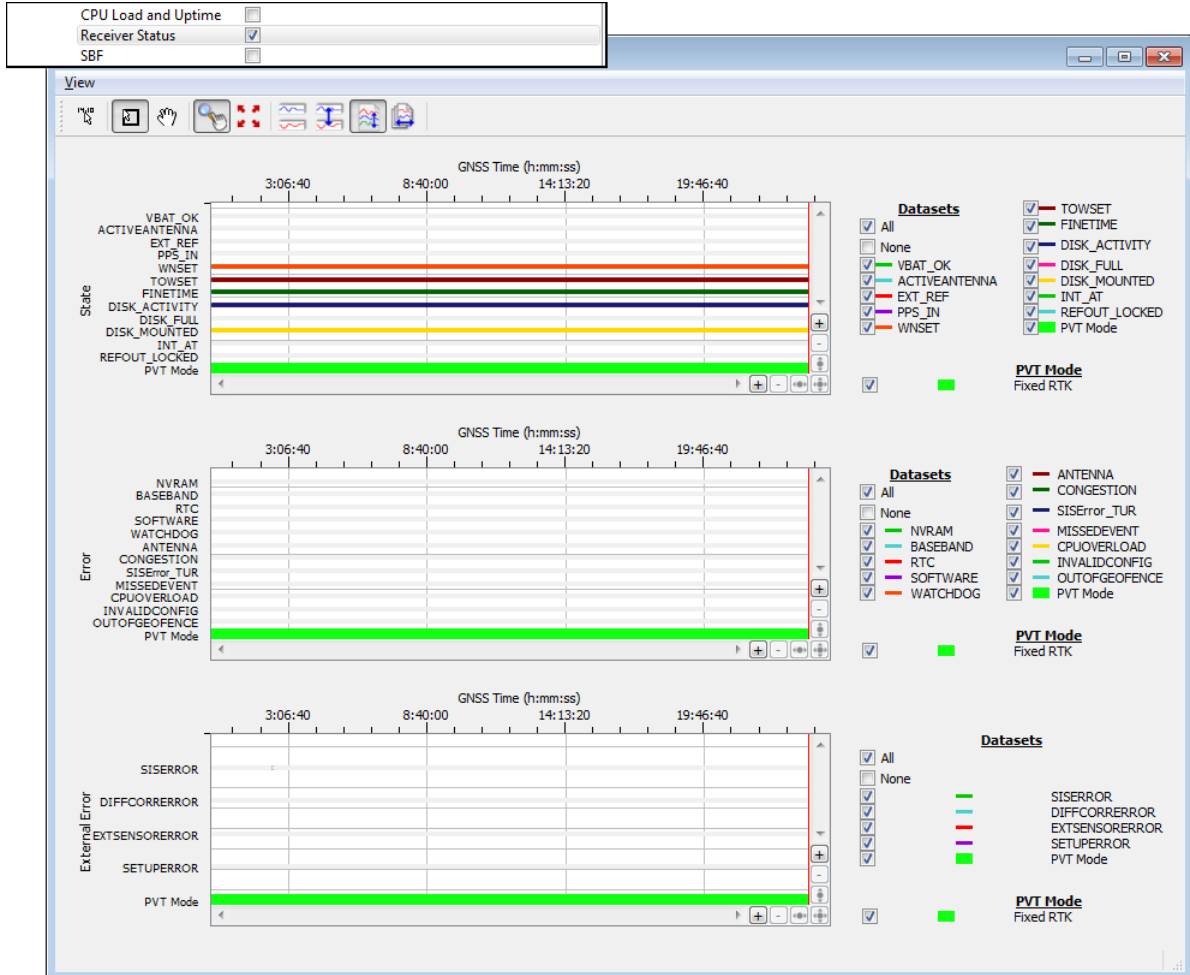 CPU Load and Uptime
Receiver Status
SBF
View
GNSS Time (h:mm:ss)
3:06:40 8:40:00 14:13:20 19:46:40
State
VBAT_OK
ACTIVEANTENNA
EXT_REF
PPS_IN
WNSET
TOWSET
FINETIME
DISK_ACTIVITY
DISK_FULL
DISK_MOUNTED
INT_AT
REFOUT_LOCKED
PVT Mode
Datasets
All
None
VBAT_OK
ACTIVEANTENNA
EXT_REF
PPS_IN
WNSET
TOWSET
FINETIME
DISK_ACTIVITY
DISK_FULL
DISK_MOUNTED
INT_AT
REFOUT_LOCKED
PVT Mode
PVT Mode
Fixed RTK
GNSS Time (h:mm:ss)
3:06:40 8:40:00 14:13:20 19:46:40
Error
NVRAM
BASEBAND
RTC
SOFTWARE
WATCHDOG
ANTENNA
CONGESTION
SISError_TUR
MISSEDEVENT
CPUOVERLOAD
INVALIDCONFIG
OUTOFGEOFENCE
PVT Mode
Datasets
All
None
NVRAM
BASEBAND
RTC
SOFTWARE
WATCHDOG
ANTENNA
CONGESTION
SISError_TUR
MISSEDEVENT
CPUOVERLOAD
INVALIDCONFIG
OUTOFGEOFENCE
PVT Mode
PVT Mode
Fixed RTK
GNSS Time (h:mm:ss)
3:06:40 8:40:00 14:13:20 19:46:40
External Error
SISERROR
DIFFCORRERROR
EXTSENSORERROR
SETUPERROR
PVT Mode
Datasets
All
None
SISERROR
DIFFCORRERROR
EXTSENSORERROR
SETUPERROR
PVT Mode
PVT Mode
Fixed RTK